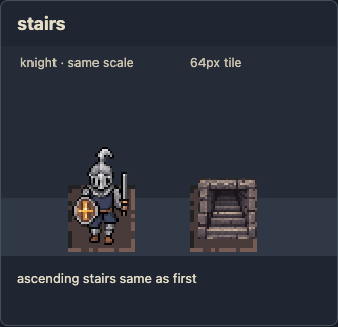 stairs
knight · same scale
64px tile
ascending stairs same as first